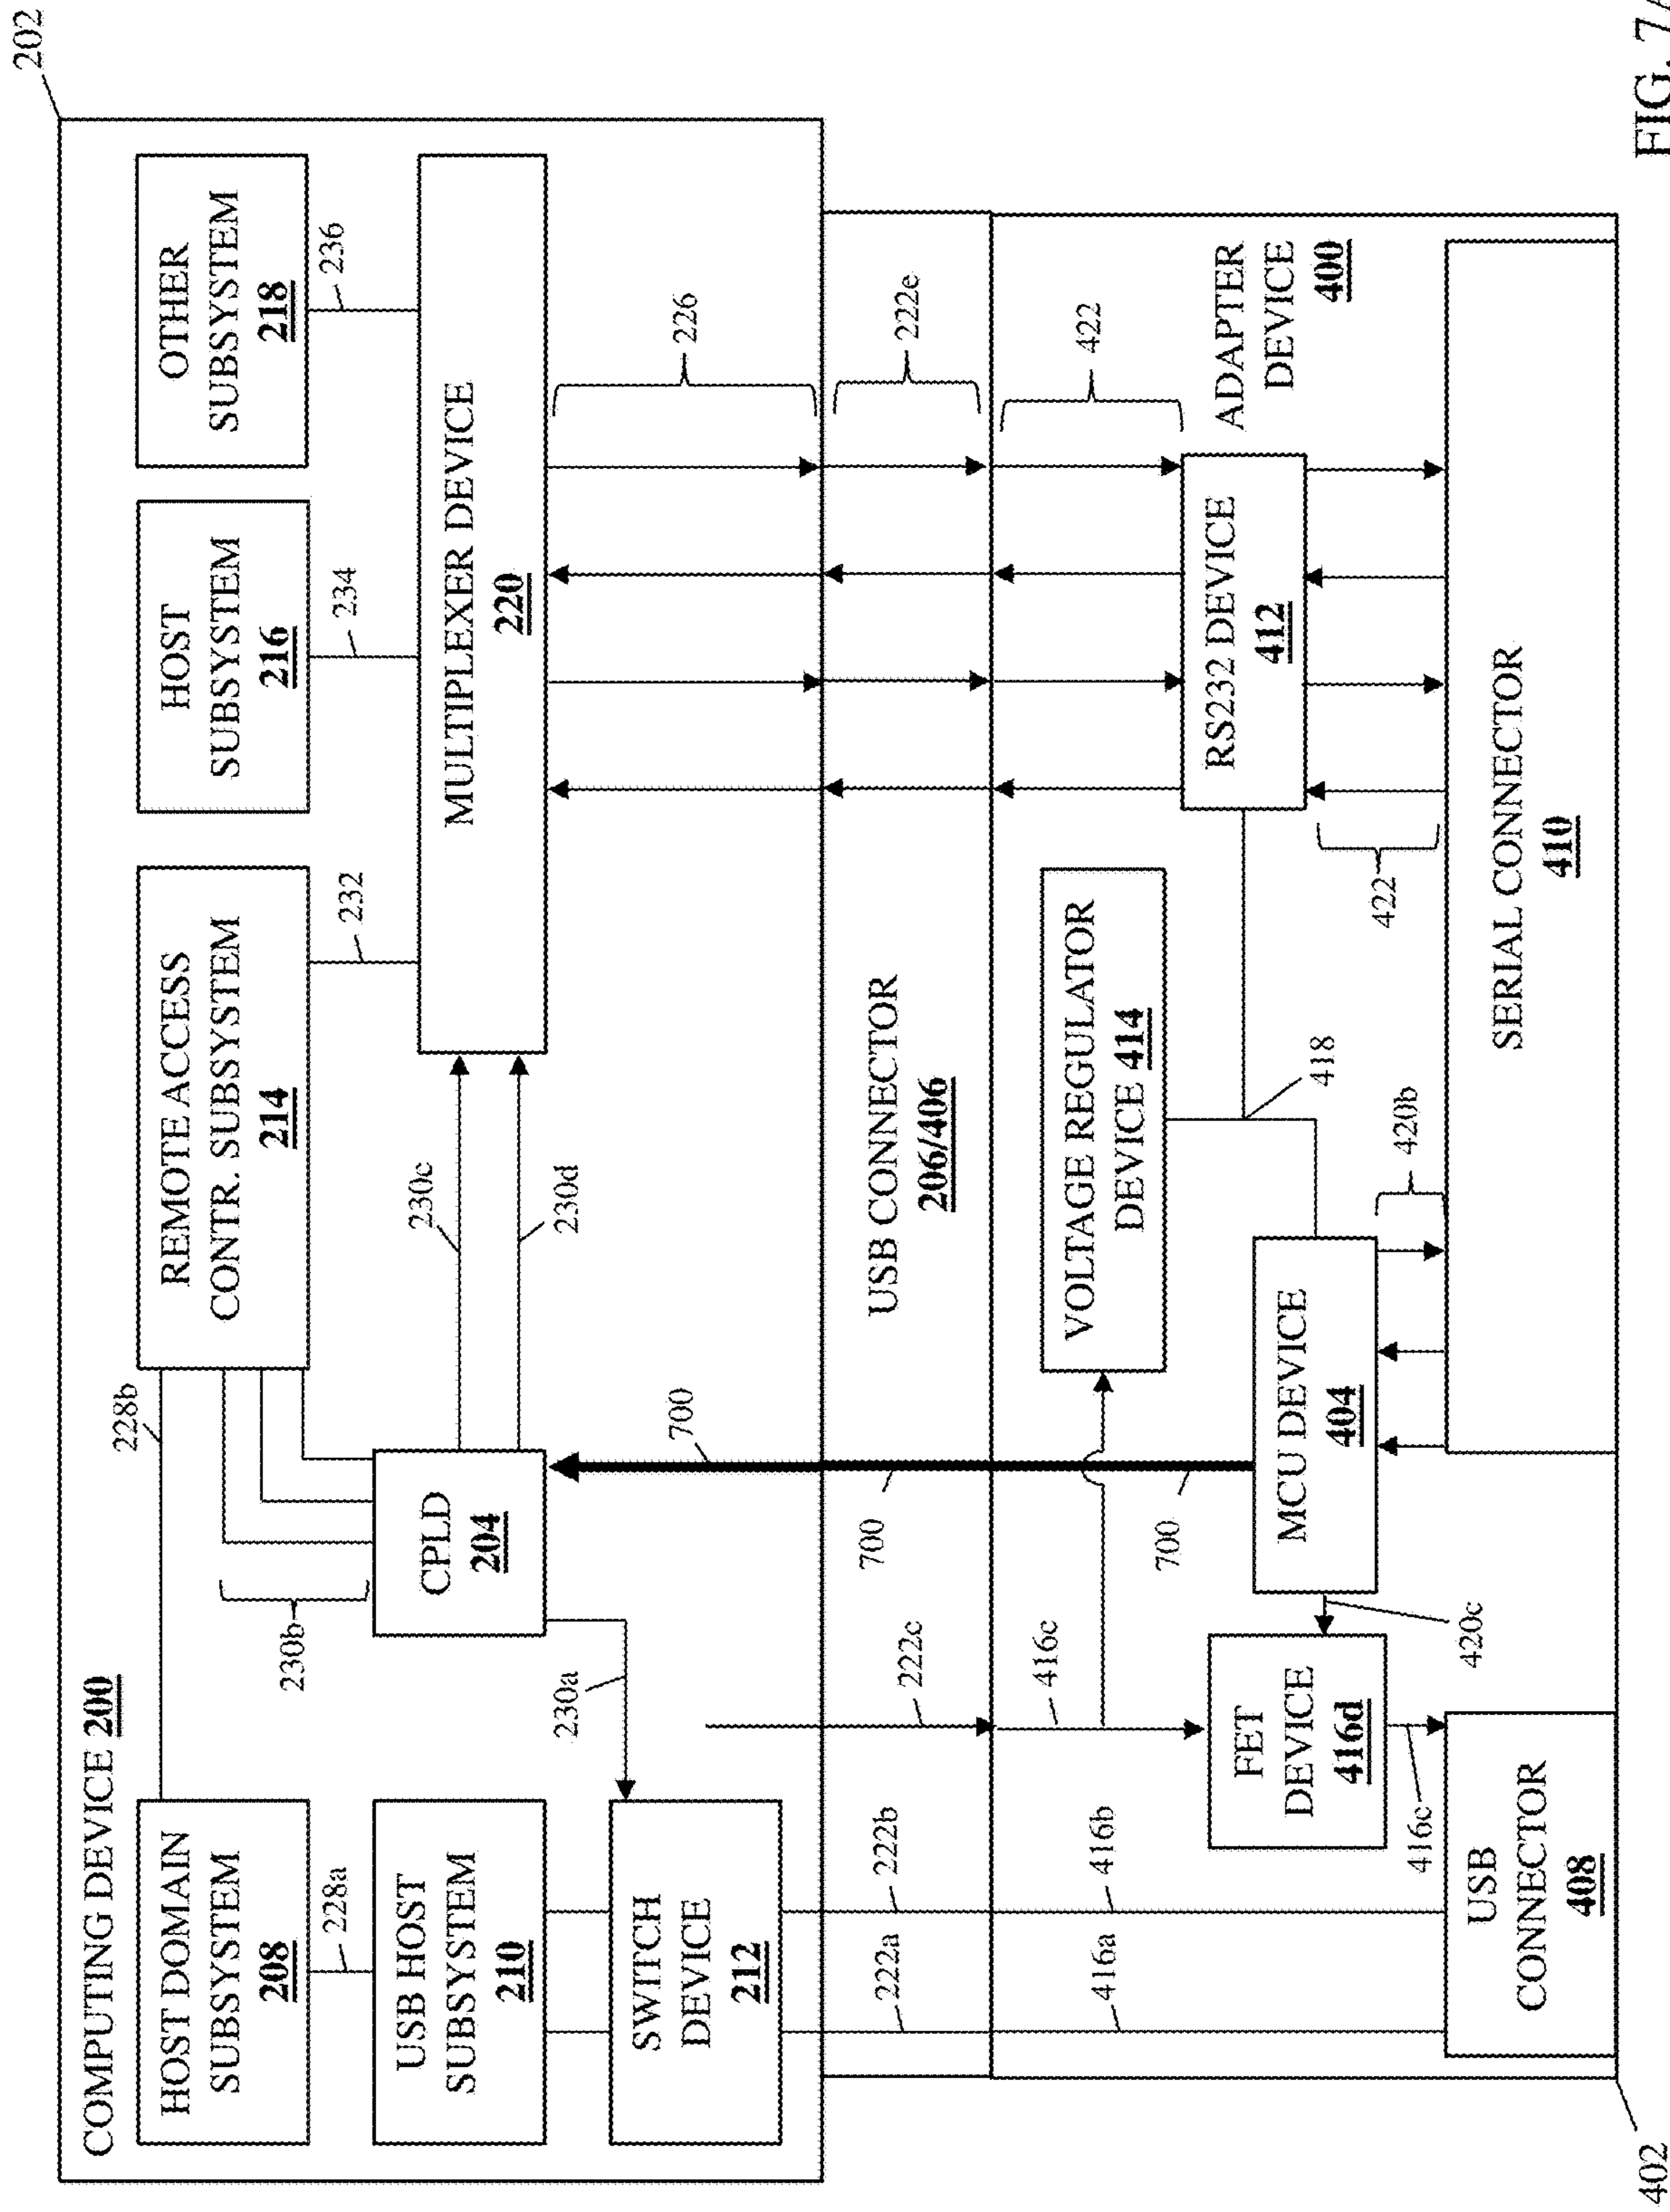 202
COMPUTING DEVICE 200
HOST DOMAIN
SUBSYSTEM
208
228b
REMOTE ACCESS
CONTR. SUBSYSTEM
214
HOST
SUBSYSTEM
216
OTHER
SUBSYSTEM
218
228a
230b
232
234
236
USB HOST
SUBSYSTEM
210
CPLD
204
230c
230d
MULTIPLEXER DEVICE
220
230a
SWITCH
DEVICE
212
700
226
222a
222b
222c
700
USB CONNECTOR
206/406
222e
416a
416b
416c
700
VOLTAGE REGULATOR
DEVICE 414
422
ADAPTER
DEVICE
400
RS232 DEVICE
412
FET
DEVICE
416d
MCU DEVICE
404
418
420c
420b
422
416c
USB
CONNECTOR
408
SERIAL CONNECTOR
410
402
FIG.